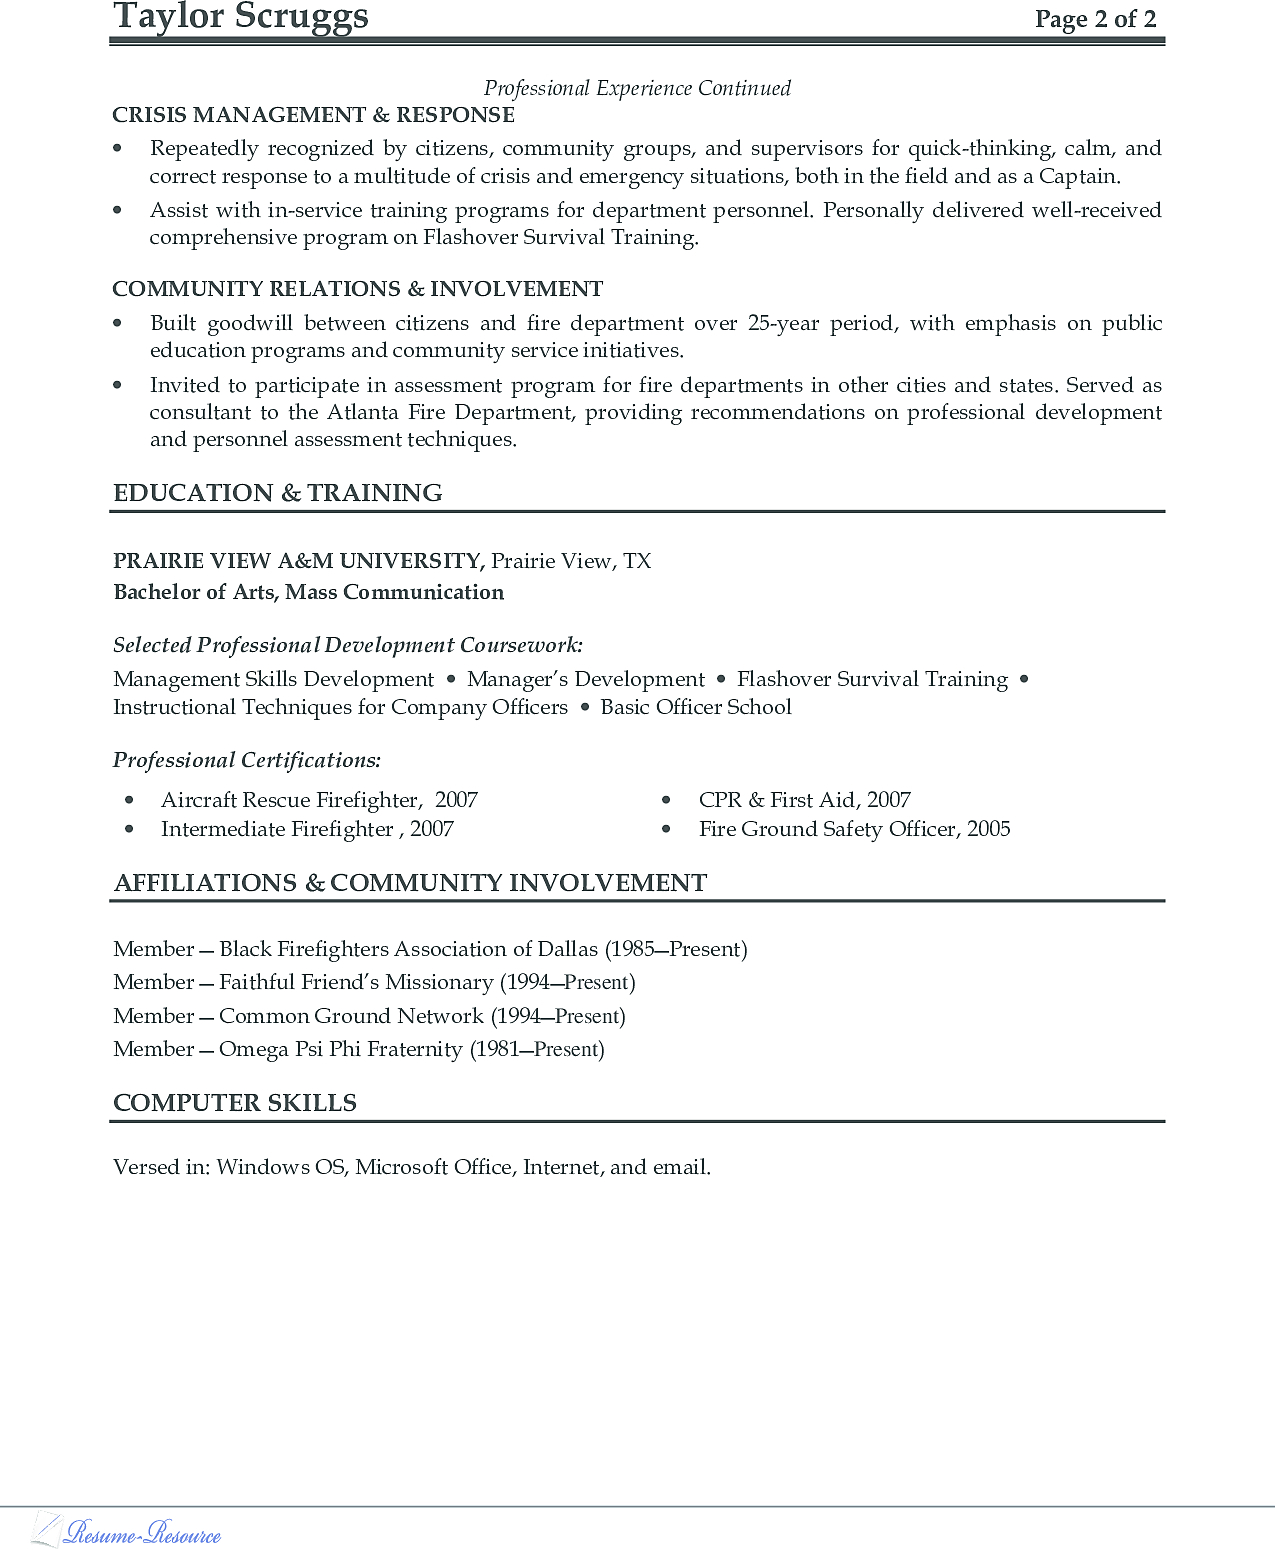 Taylor Scruggs
Page 2 of 2
Professional Experience Continued
CRISIS MANAGEMENT & RESPONSE
• Repeatedly recognized by citizens, community groups, and supervisors for quick-thinking, calm, and
correct response to a multitude of crisis and emergency situations, both in the field and as a Captain.
• Assist with in-service training programs for department personnel. Personally delivered well-received
comprehensive program on Flashover Survival Training.
COMMUNITY RELATIONS & INVOLVEMENT
• Built goodwill between citizens and fire department over 25-year period, with emphasis on public
education programs and community service initiatives.
• Invited to participate in assessment program for fire departments in other cities and states. Served as
consultant to the Atlanta Fire Department, providing recommendations on professional development
and personnel assessment techniques.
EDUCATION & TRAINING
PRAIRIE VIEW A&M UNIVERSITY, Prairie View, TX
Bachelor of Arts, Mass Communication
Selected Professional Development Coursework:
Management Skills Development • Manager’s Development • Flashover Survival Training •
Instructional Techniques for Company Officers • Basic Officer School
Professional Certifications:
• Aircraft Rescue Firefighter, 2007
• Intermediate Firefighter , 2007
• CPR & First Aid, 2007
• Fire Ground Safety Officer, 2005
AFFILIATIONS & COMMUNITY INVOLVEMENT
Member — Black Firefighters Association of Dallas (1985—Present)
Member — Faithful Friend’s Missionary (1994—Present)
Member — Common Ground Network (1994—Present)
Member — Omega Psi Phi Fraternity (1981—Present)
COMPUTER SKILLS
Versed in: Windows OS, Microsoft Office, Internet, and email.
Resume-Resource